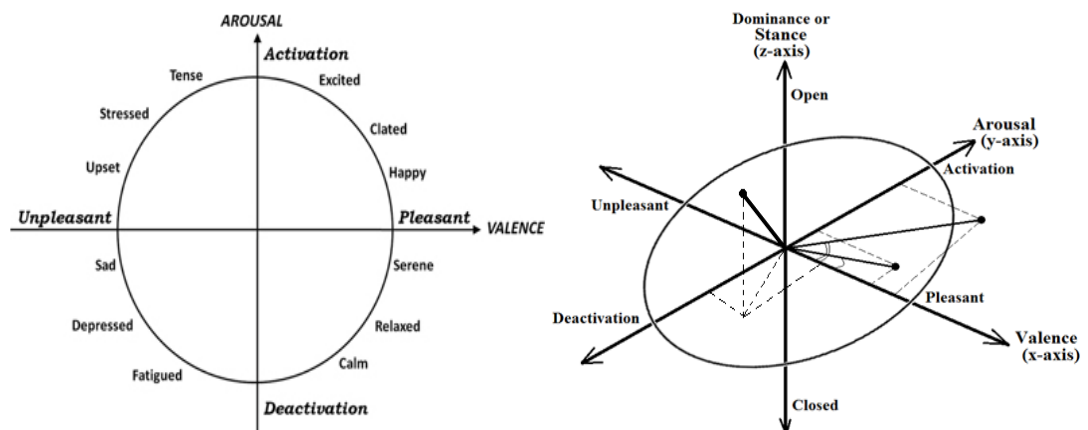 AROUSAL
Activation
Tense
Excited
Stressed
Clated
Upset
Happy
Unpleasant
Pleasant
VALENCE
Sad
Serene
Depressed
Relaxed
Fatigued
Calm
Deactivation
Dominance or
Stance
(z-axis)
Open
Arousal
(y-axis)
Activation
Unpleasant
Deactivation
Pleasant
Valence
(x-axis)
Closed